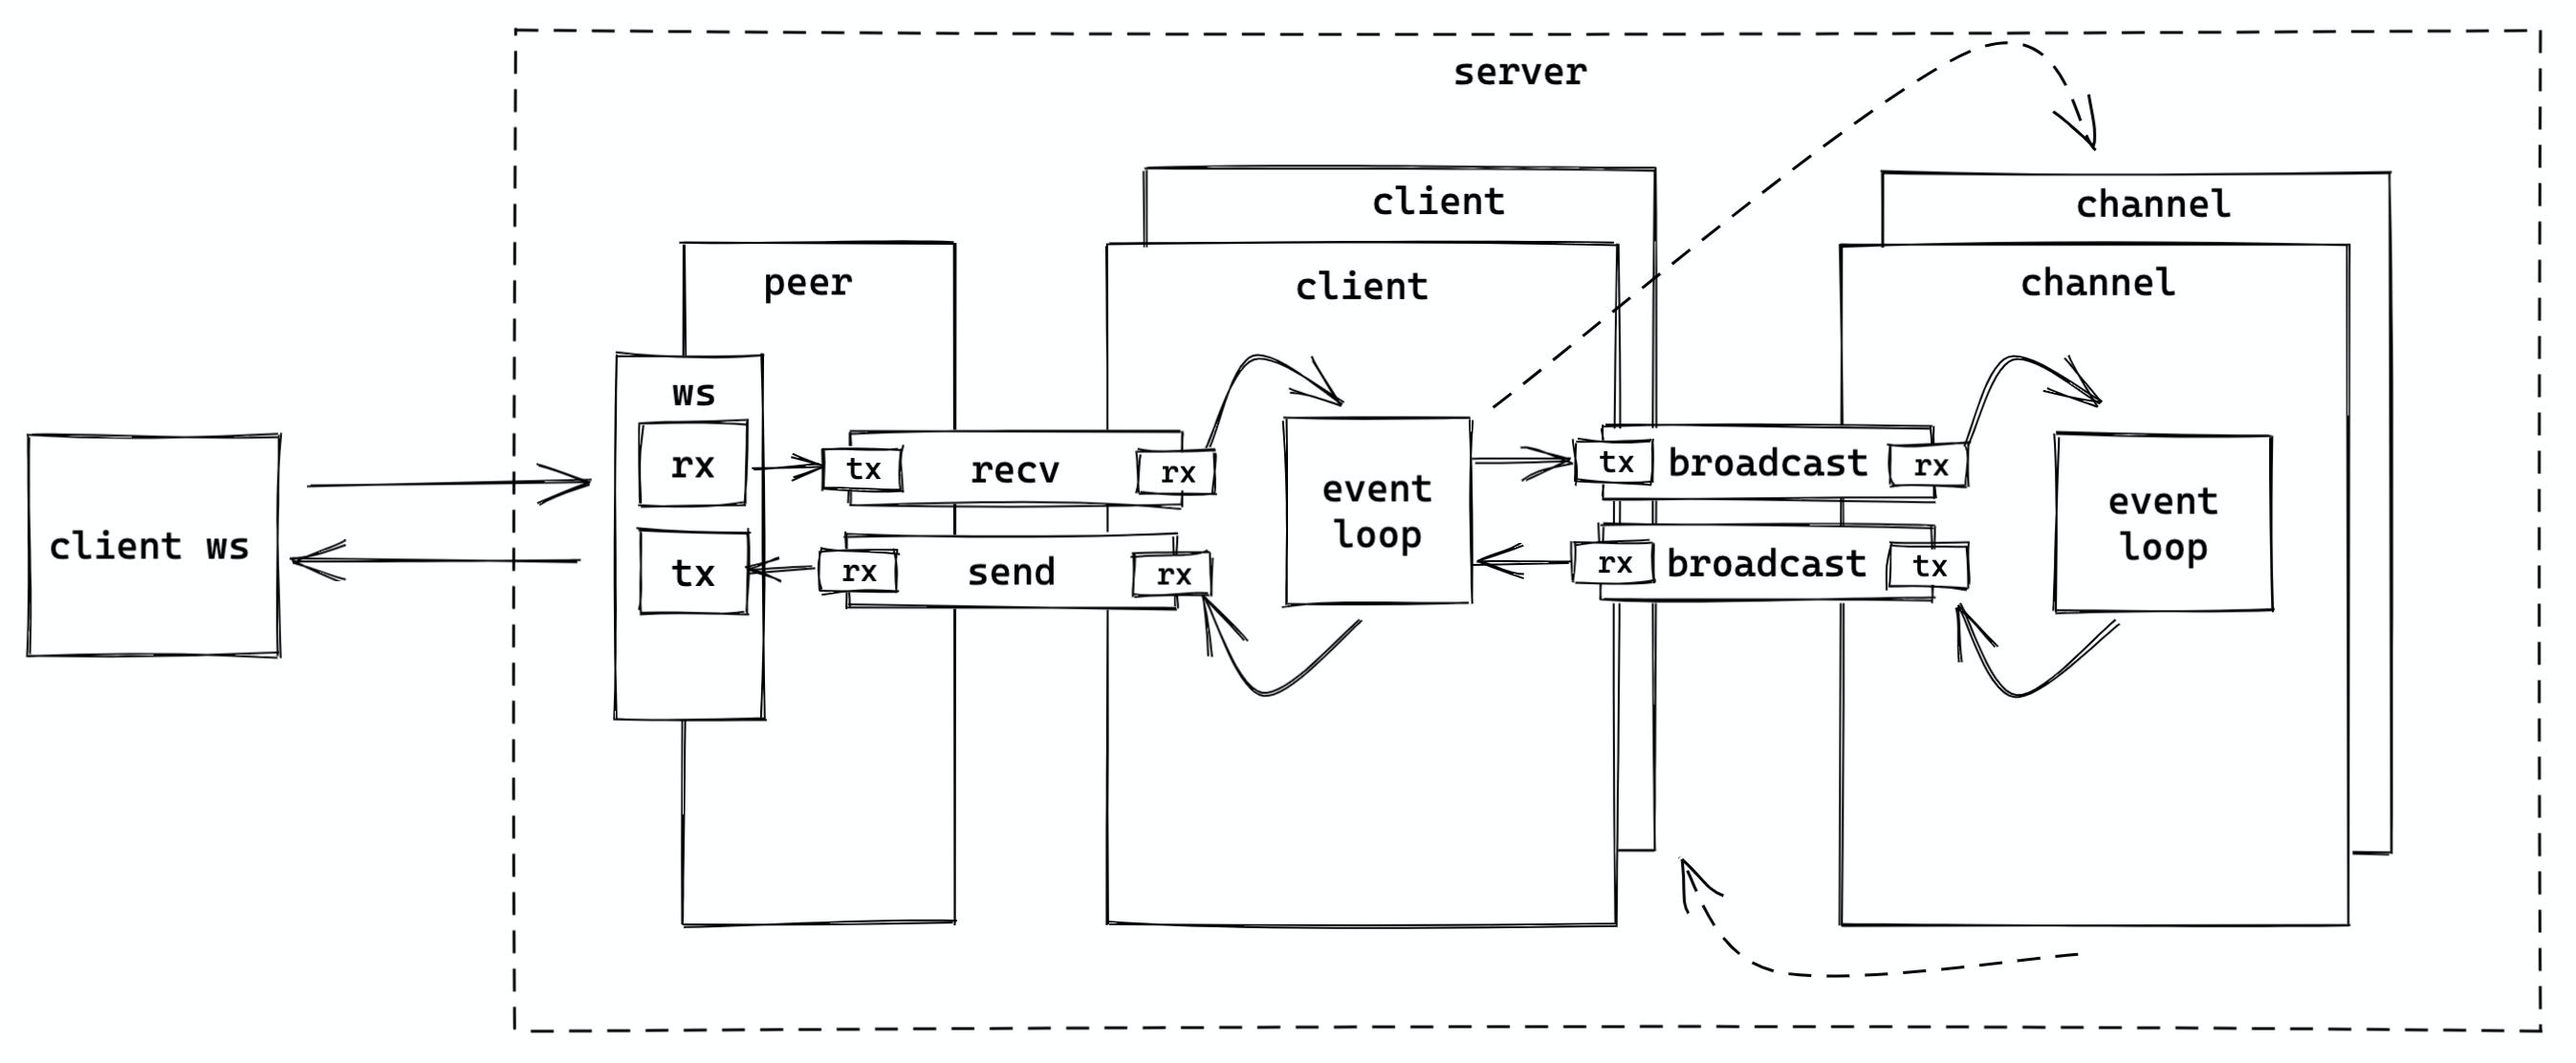 server
client
channel
peer
client
channel
ws
rx
tx
recv
rx
event
loop
tx
broadcast
rx
event
loop
client ws
tx
rx
send
rx
rx
broadcast
tx